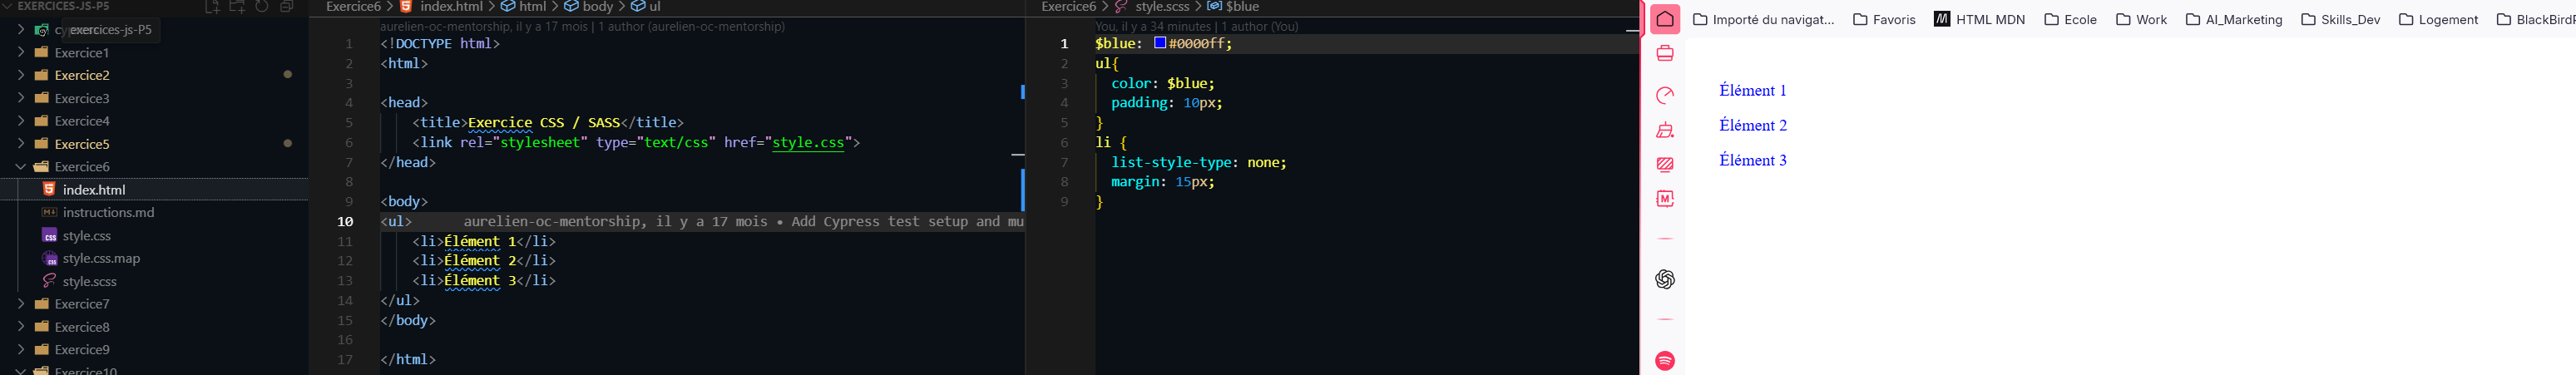 EXERCICES-JS-P5
exercices-js-P5
Exercice1
Exercice2
Exercice3
Exercice4
Exercice5
Exercice6
index.html
instructions.md
style.css
style.css.map
style.scss
Exercice7
Exercice8
Exercice9
Exercice10
Exercice6 > index.html > html > body > ul
aurelien-oc-mentorship, il y a 17 mois | 1 author (aurelien-oc-mentorship)
1 <!DOCTYPE html>
2 <html>
3
4 <head>
5 <title>Exercice CSS / SASS</title>
6 <link rel="stylesheet" type="text/css" href="style.css">
7 </head>
8
9 <body>
10 <ul> aurelien-oc-mentorship, il y a 17 mois • Add Cypress test setup and mu
11 <li>Élément 1</li>
12 <li>Élément 2</li>
13 <li>Élément 3</li>
14 </ul>
15 </body>
16
17 </html>
Exercice6 > style.scss > $blue
You, il y a 34 minutes | 1 author (You)
1 $blue: #0000ff;
2 ul{
3 color: $blue;
4 padding: 10px;
5 }
6 li {
7 list-style-type: none;
8 margin: 15px;
9 }
Importé du navigat... Favoris HTML MDN Ecole Work AI_Marketing Skills_Dev Logement BlackBird
Élément 1
Élément 2
Élément 3